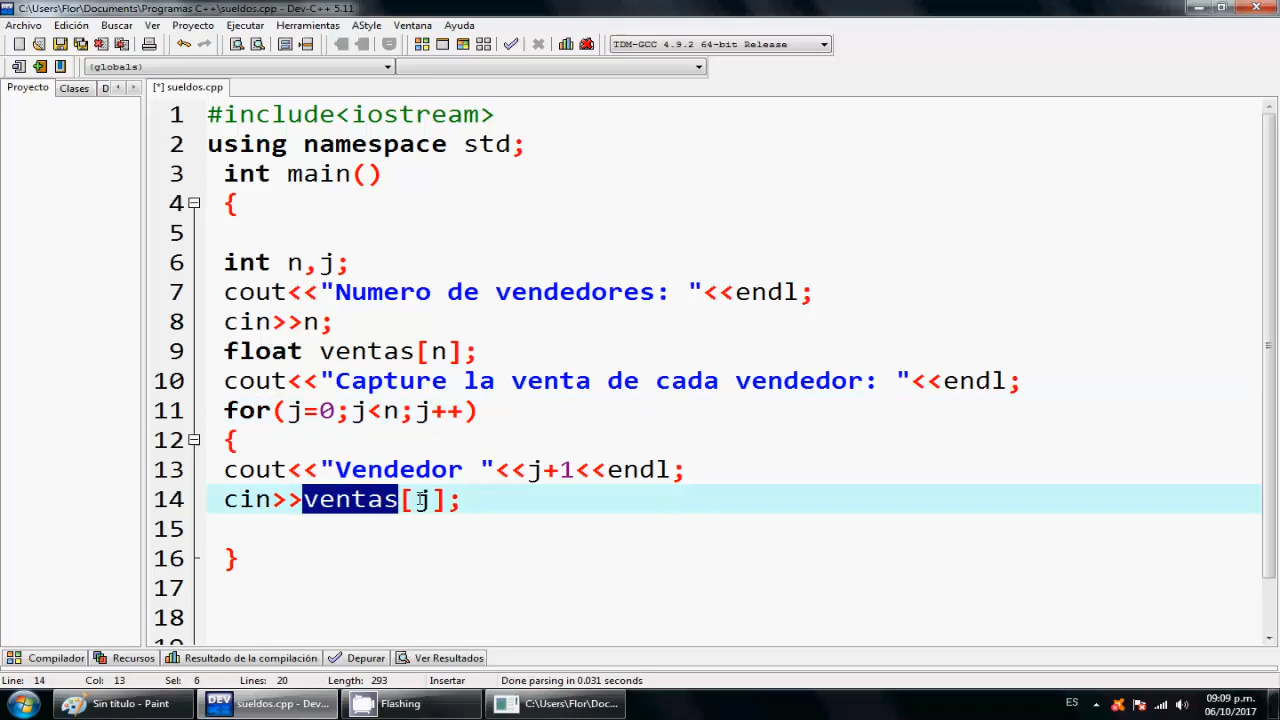 C:\Users\Flor\Documents\Programas C++\sueldos.cpp - Dev-C++ 5.11
Archivo Edición Buscar Ver Proyecto Ejecutar Herramientas AStyle Ventana Ayuda
TDM-GCC 4.9.2 64-bit Release
(globals)
Proyecto Clases D [*] sueldos.cpp
1 #include<iostream>
2 using namespace std;
3 int main()
4 {
5
6 int n,j;
7 cout<<"Numero de vendedores: "<<endl;
8 cin>>n;
9 float ventas[n];
10 cout<<"Capture la venta de cada vendedor: "<<endl;
11 for(j=0;j<n;j++)
12 {
13 cout<<"Vendedor "<<j+1<<endl;
14 cin>>ventas[j];
15
16 }
17
18
19
Compilador Recursos Resultado de la compilación Depurar Ver Resultados
Line: 14 Col: 13 Sel: 6 Lines: 20 Length: 293 Insertar Done parsing in 0.031 seconds
Sin título - Paint DEV sueldos.cpp - Dev... Flashing C:\Users\Flor\Doc... ES 09:09 p.m.
06/10/2017